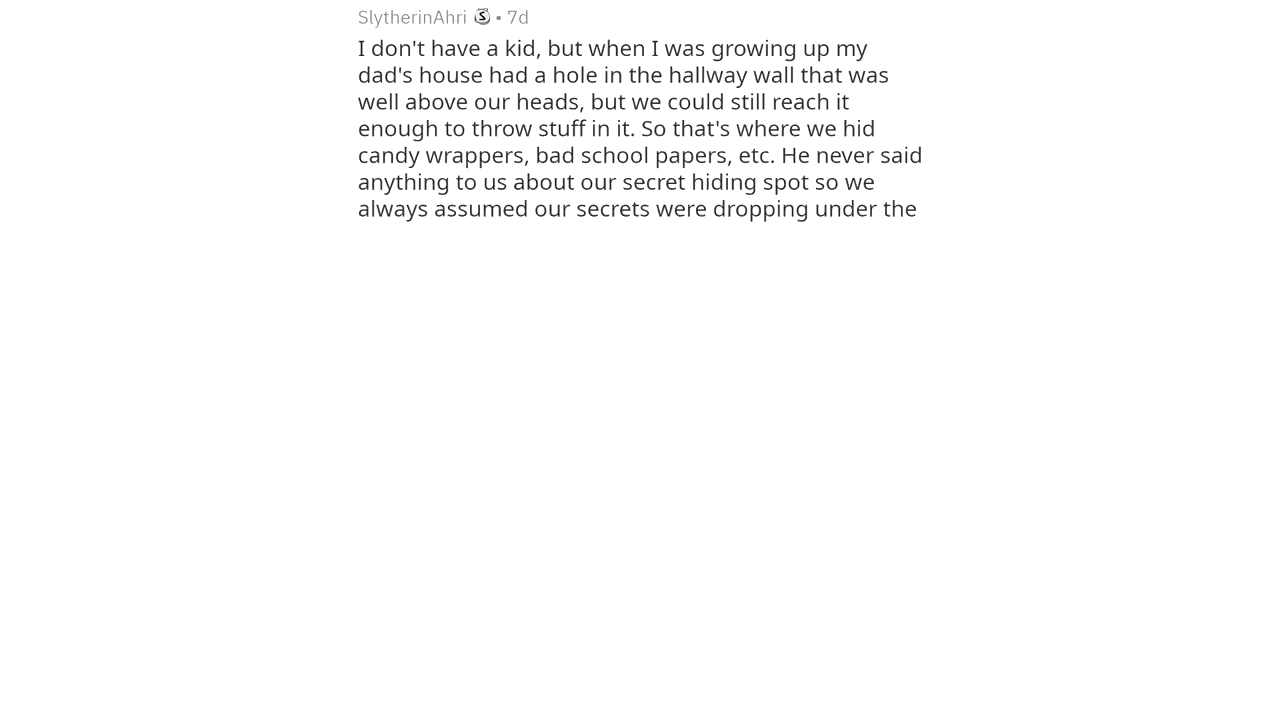 SlytherinAhri S • 7d
I don't have a kid, but when I was growing up my
dad's house had a hole in the hallway wall that was
well above our heads, but we could still reach it
enough to throw stuff in it. So that's where we hid
candy wrappers, bad school papers, etc. He never said
anything to us about our secret hiding spot so we
always assumed our secrets were dropping under the